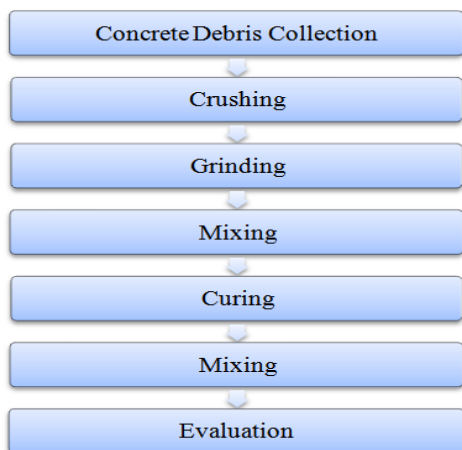 Concrete Debris Collection
Crushing
Grinding
Mixing
Curing
Mixing
Evaluation